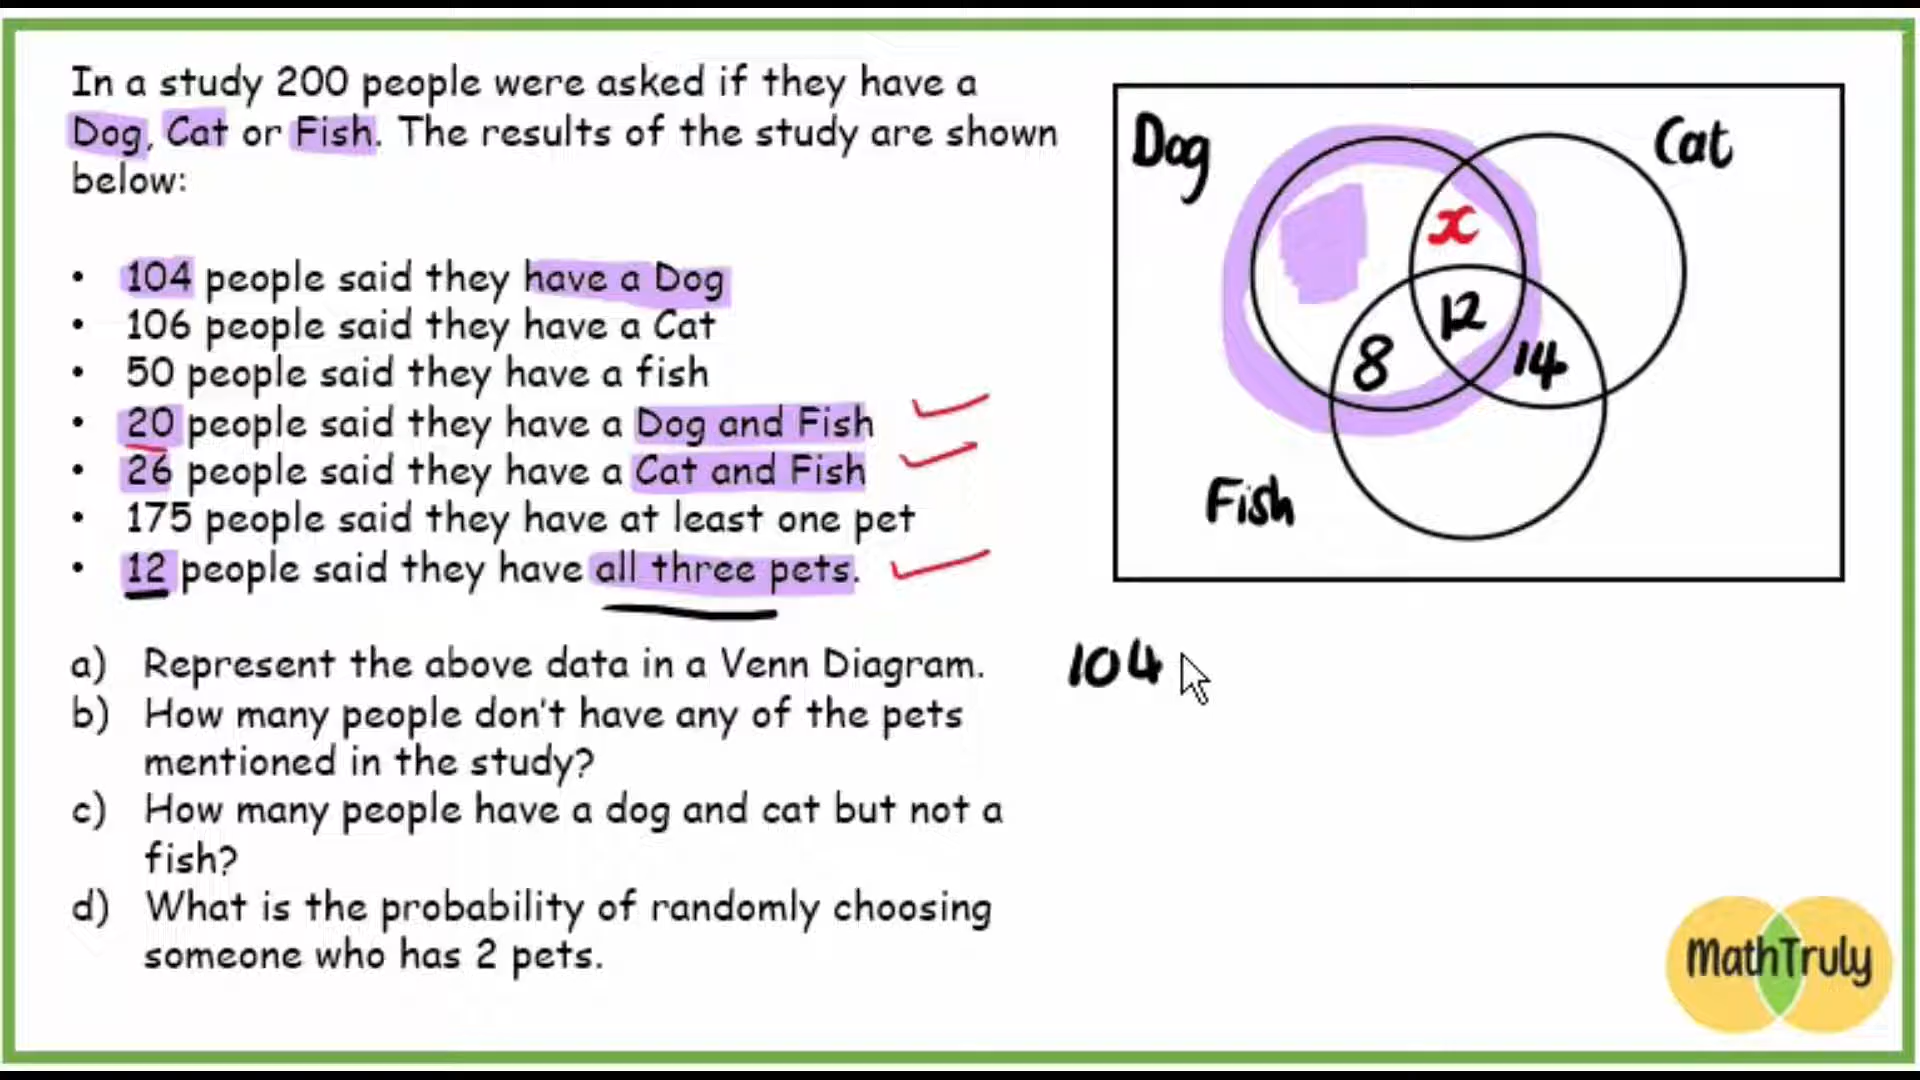 In a study 200 people were asked if they have a
Dog, Cat or Fish. The results of the study are shown
below:
• 104 people said they have a Dog
• 106 people said they have a Cat
• 50 people said they have a fish
• 20 people said they have a Dog and Fish
• 26 people said they have a Cat and Fish
• 175 people said they have at least one pet
• 12 people said they have all three pets.
a) Represent the above data in a Venn Diagram.
b) How many people don't have any of the pets
mentioned in the study?
c) How many people have a dog and cat but not a
fish?
d) What is the probability of randomly choosing
someone who has 2 pets.
Dog
Cat
x
12
8
14
Fish
104
MathTruly